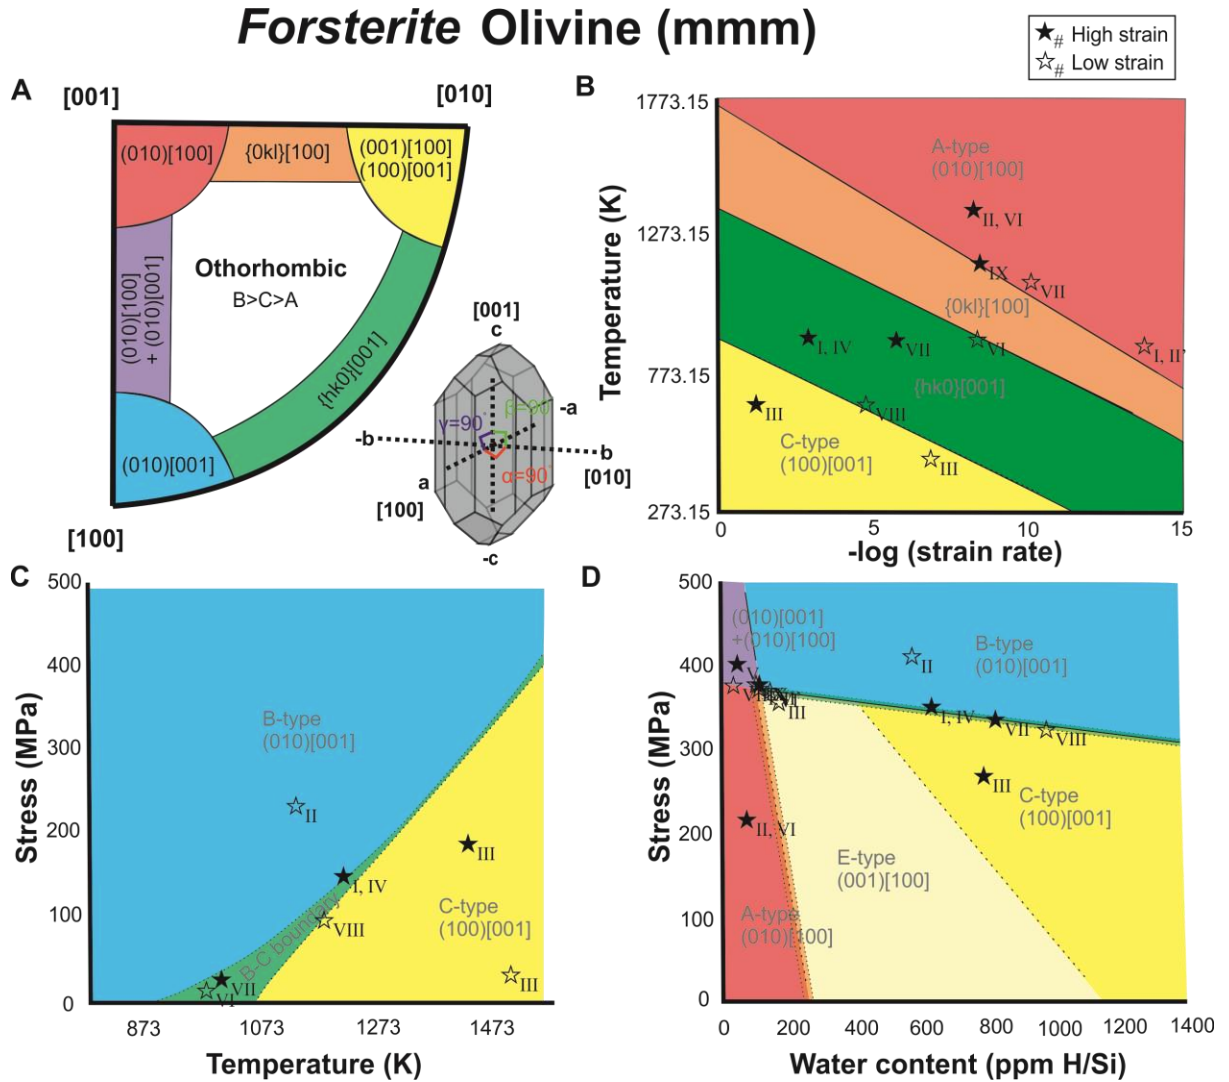 Forsterite Olivine (mmm)
★# High strain
☆# Low strain
A
[001]
[010]
(010)[100]
{0kl}[100]
(001)[100]
(100)[001]
(010)[100]
+ (010)[001]
Othorhombic
B>C>A
{hk0}[001]
(010)[001]
[100]
[001]
c
γ=90°
β=90
-a
-b
b
[010]
a
α=90
[100]
-c
B
1773.15
1273.15
773.15
273.15
Temperature (K)
A-type
(010)[100]
II, VI
IX
VII
{0kl}[100]
I, IV
VII
VI
I, II'
{hk0}[001]
III
VIII
C-type
(100)[001]
III
0
5
10
15
-log (strain rate)
C
500
400
300
200
100
0
Stress (MPa)
B-type
(010)[001]
II
III
I, IV
VIII
B-C boundary
C-type
(100)[001]
VII
VI
III
873
1073
1273
1473
Temperature (K)
D
500
400
300
200
100
0
Stress (MPa)
(010)[001]
+(010)[100]
B-type
(010)[001]
II
V
III
I, IV
VII
VIII
III
C-type
(100)[001]
II, VI
E-type
(001)[100]
A-type
(010)[100]
0
200
400
600
800
1000
1200
1400
Water content (ppm H/Si)